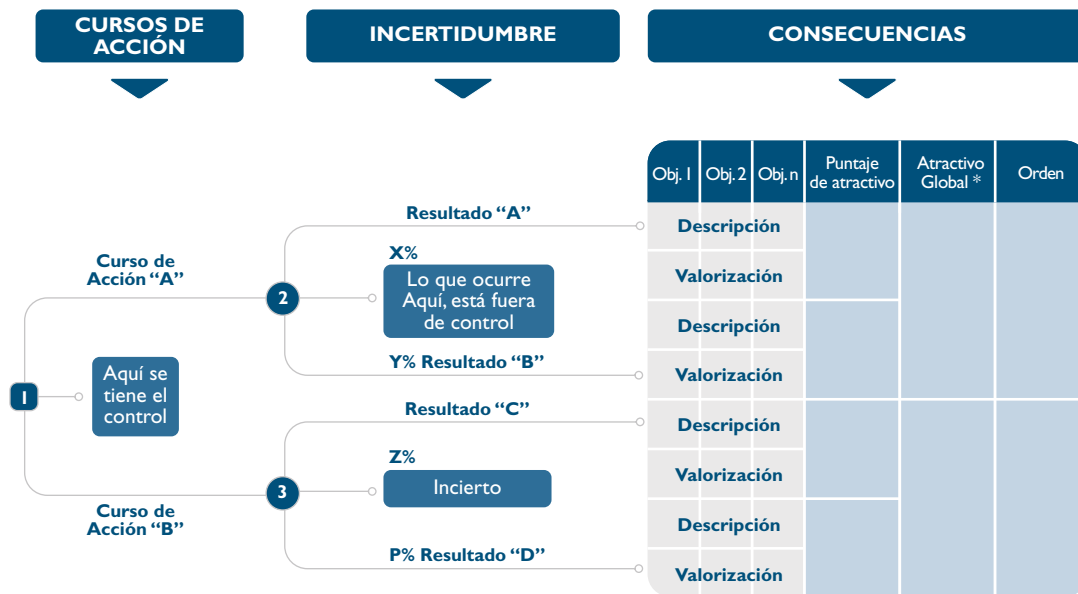 CURSOS DE
ACCIÓN
INCERTIDUMBRE
CONSECUENCIAS
Obj. 1
Obj. 2
Obj. n
Puntaje
de atractivo
Atractivo
Global *
Orden
Resultado “A”
Descripción
X%
Curso de
Acción “A”
Valorización
Lo que ocurre
Aquí, está fuera
de control
2
Descripción
Y% Resultado “B”
Valorización
Aquí se
tiene el
control
1
Resultado “C”
Descripción
Z%
Valorización
Incierto
3
Curso de
Acción “B”
Descripción
P% Resultado “D”
Valorización